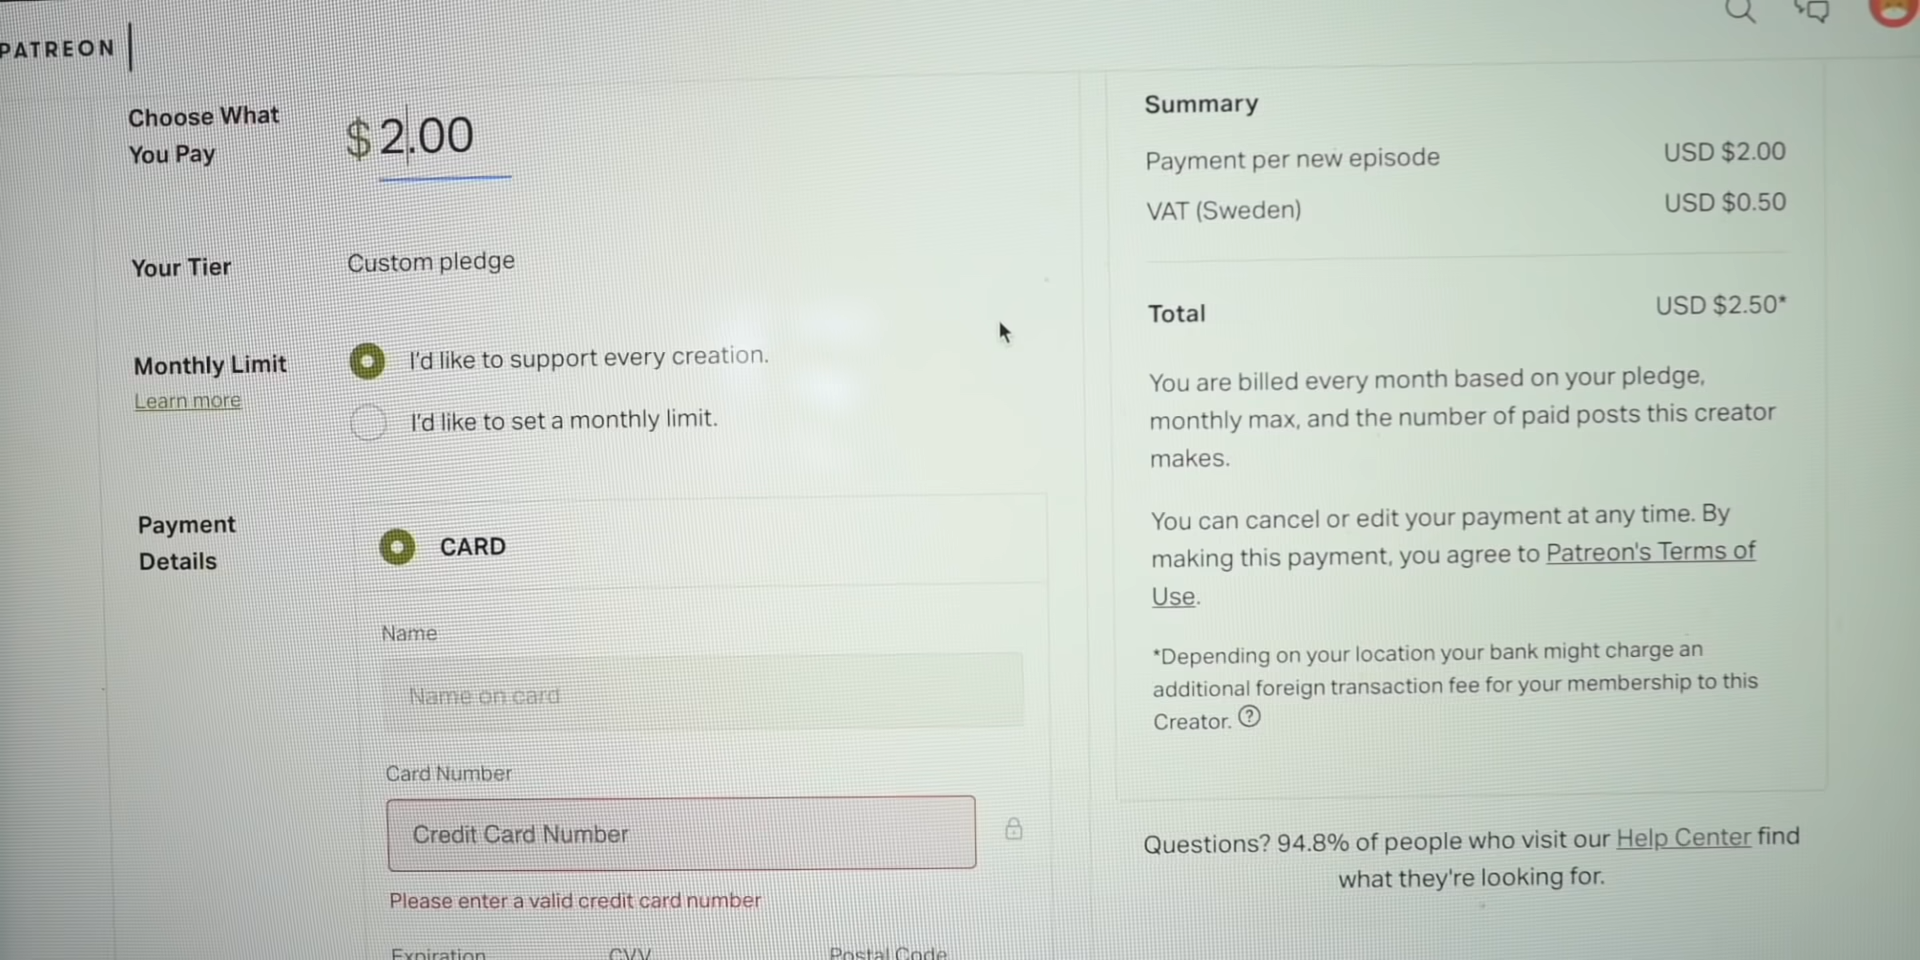 PATREON
Choose What
You Pay
$ 2.00
Your Tier
Custom pledge
Monthly Limit
Learn more
I'd like to support every creation.
I'd like to set a monthly limit.
Payment
Details
CARD
Name
Name on card
Card Number
Credit Card Number
Please enter a valid credit card number
Expiration
CVV
Postal Code
Summary
Payment per new episode
USD $2.00
VAT (Sweden)
USD $0.50
Total
USD $2.50*
You are billed every month based on your pledge,
monthly max, and the number of paid posts this creator
makes.
You can cancel or edit your payment at any time. By
making this payment, you agree to Patreon's Terms of
Use.
*Depending on your location your bank might charge an
additional foreign transaction fee for your membership to this
Creator. ?
Questions? 94.8% of people who visit our Help Center find
what they're looking for.